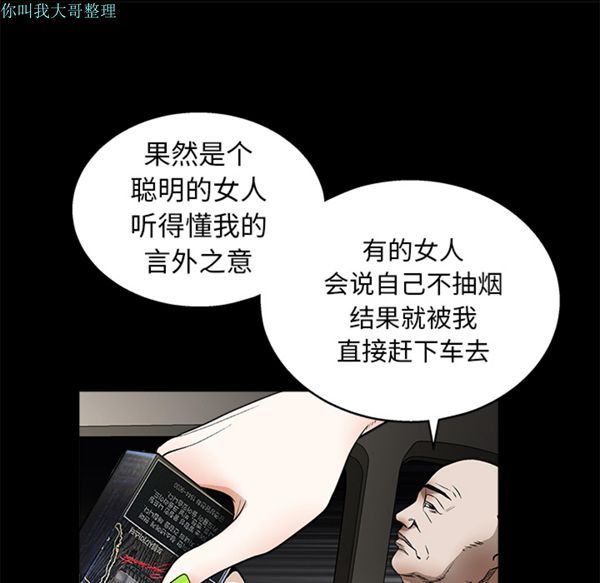 你叫我大哥整理
果然是个
聪明的女人
听得懂我的
言外之意
有的女人
会说自己不抽烟
结果就被我
直接赶下车去